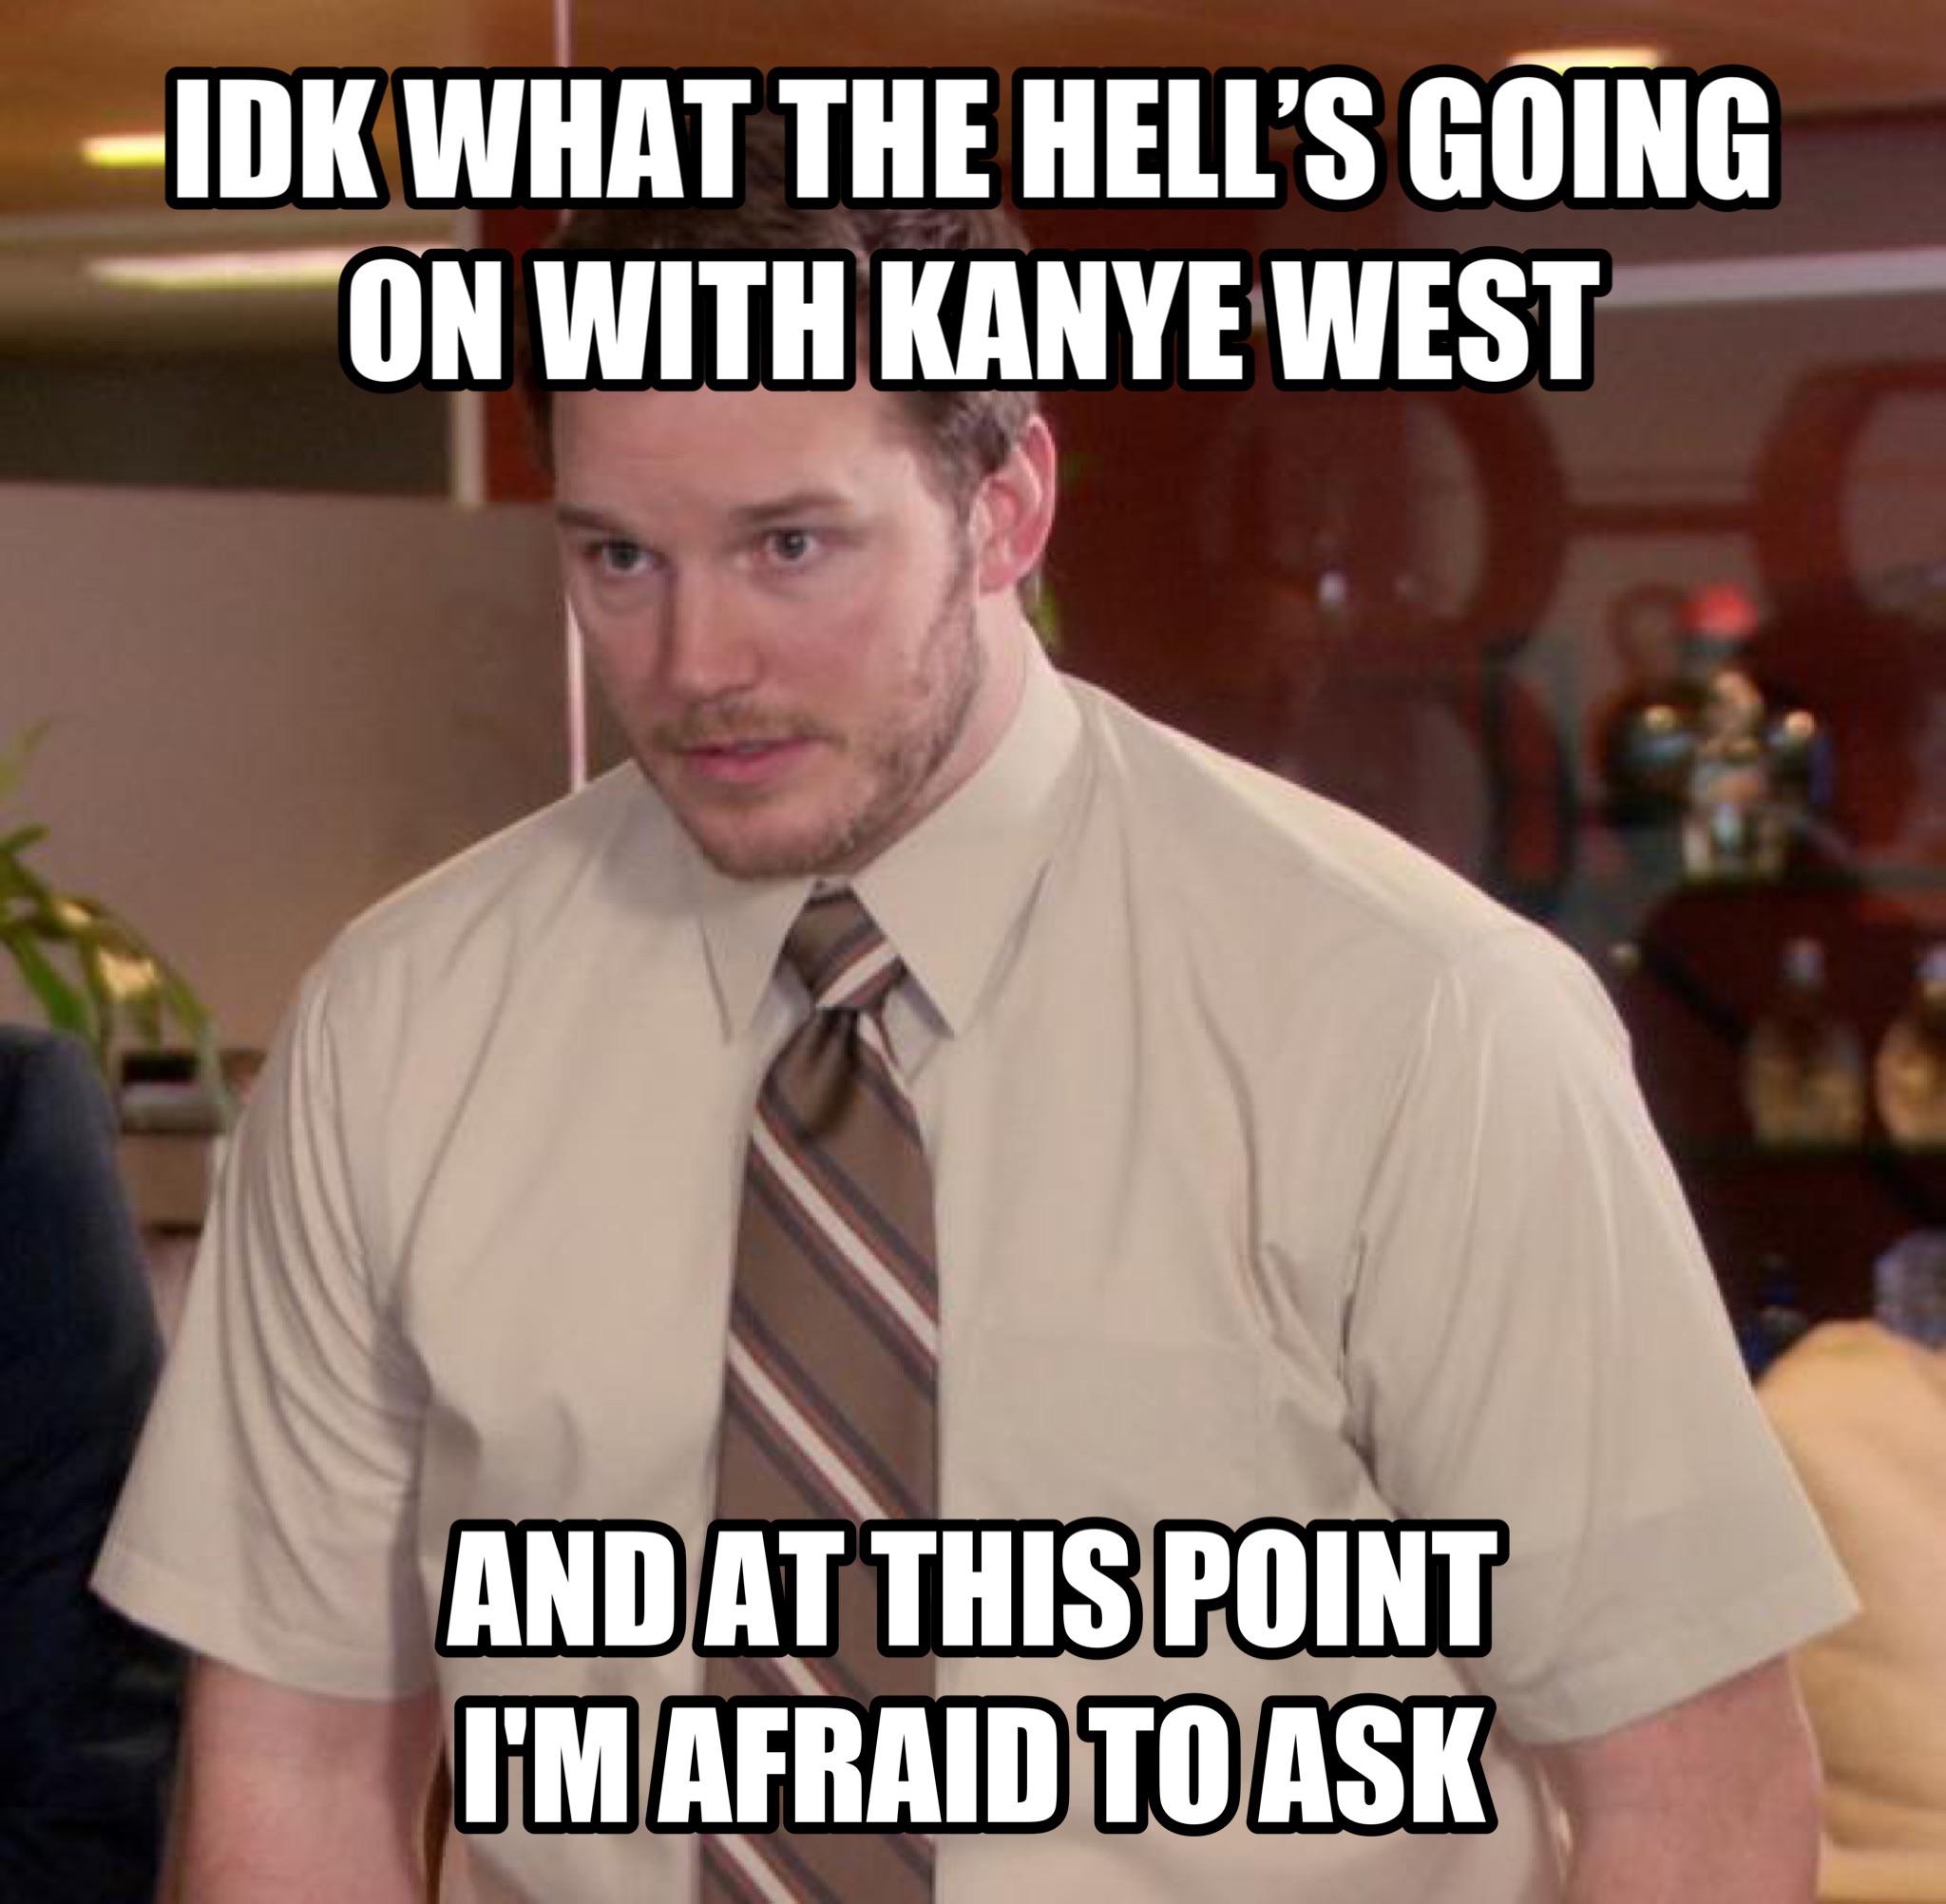 IDK WHAT THE HELL’S GOING
ON WITH KANYE WEST
AND AT THIS POINT
I'M AFRAID TO ASK